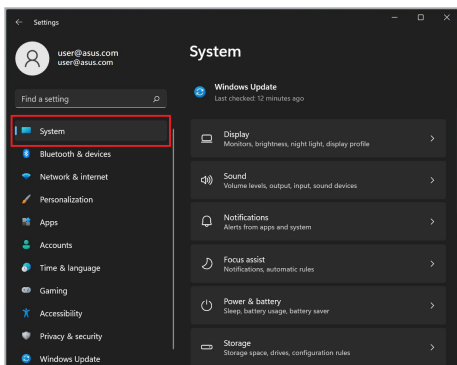 Settings
user@asus.com
user@asus.com
Find a setting
System
Bluetooth & devices
Network & internet
Personalization
Apps
Accounts
Time & language
Gaming
Accessibility
Privacy & security
Windows Update
System
Windows Update
Last checked: 12 minutes ago
Display
Monitors, brightness, night light, display profile
Sound
Volume levels, output, input, sound devices
Notifications
Alerts from apps and system
Focus assist
Notifications, automatic rules
Power & battery
Sleep, battery usage, battery saver
Storage
Storage space, drives, configuration rules